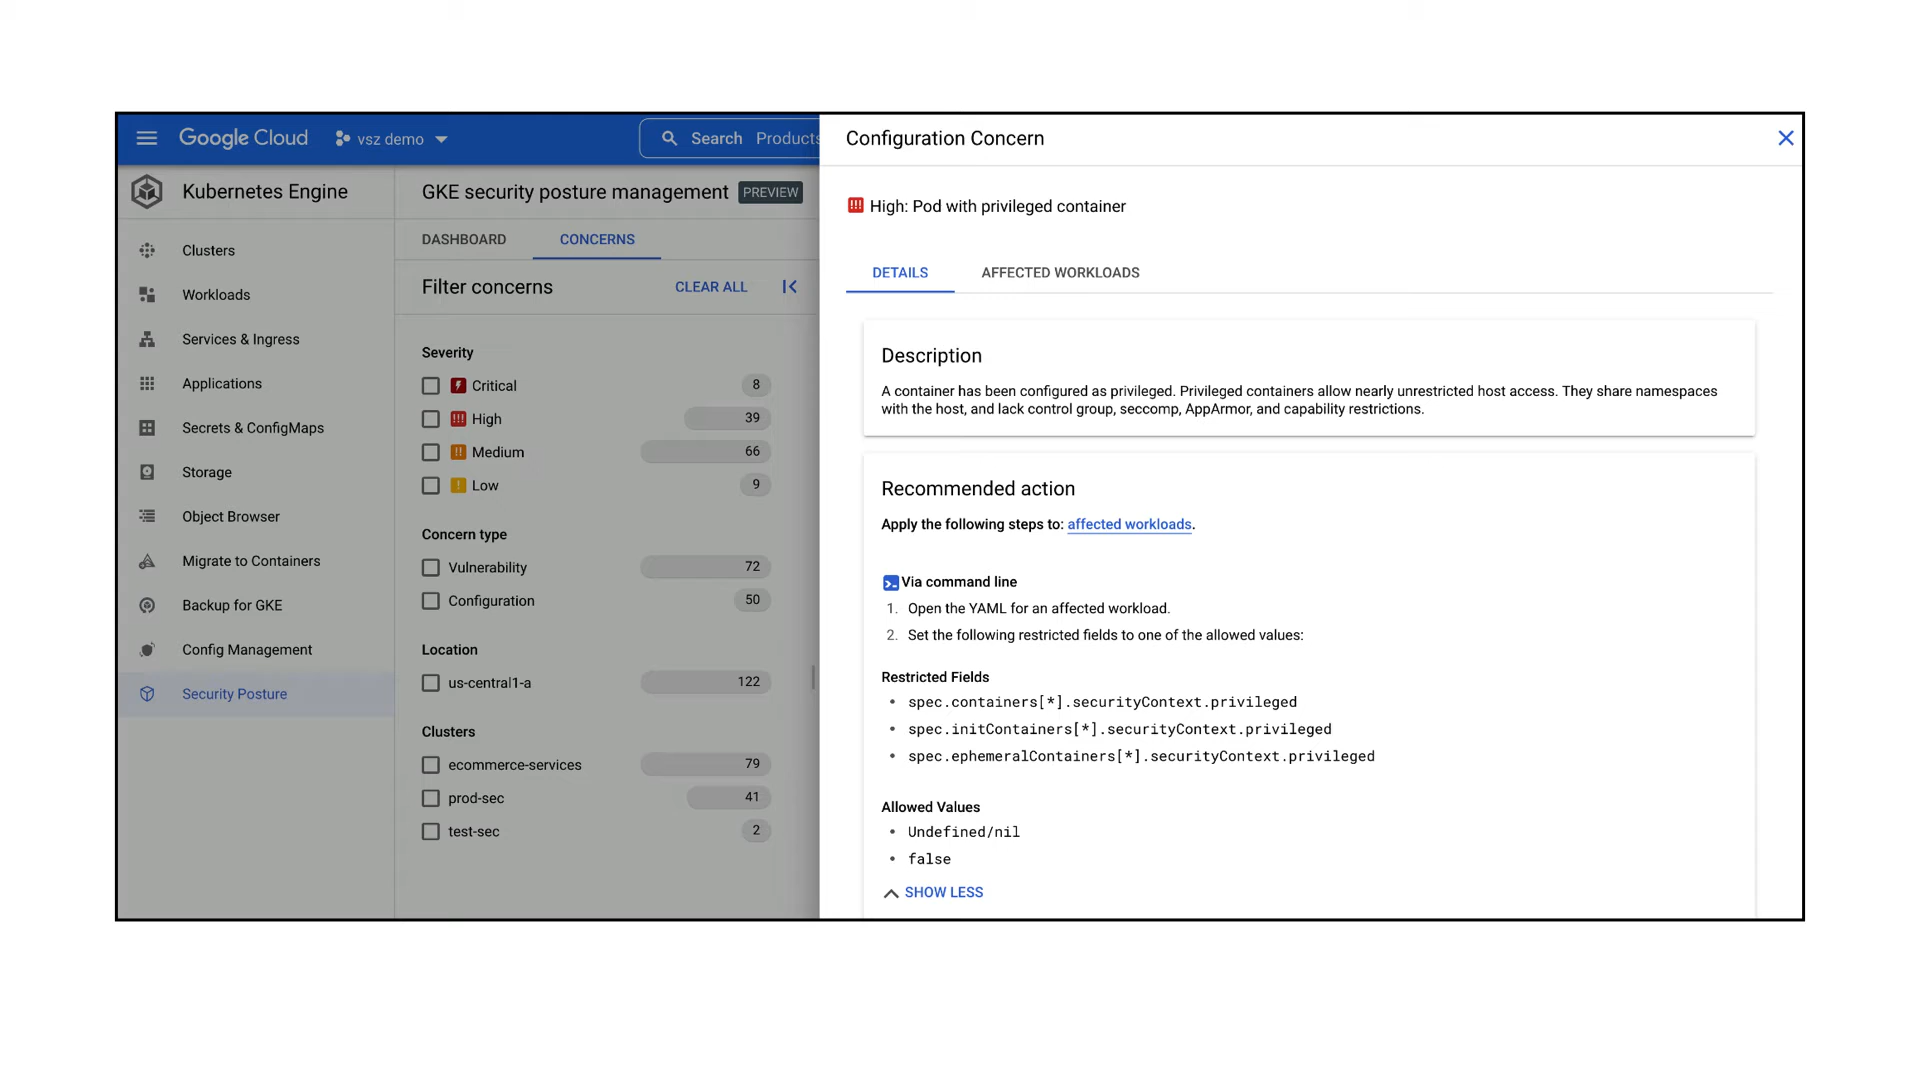 Google Cloud
vsz demo
Search Products
Kubernetes Engine
Clusters
Workloads
Services & Ingress
Applications
Secrets & ConfigMaps
Storage
Object Browser
Migrate to Containers
Backup for GKE
Config Management
Security Posture
GKE security posture management PREVIEW
DASHBOARD CONCERNS
Filter concerns CLEAR ALL
Severity
Critical 8
High 39
Medium 66
Low 9
Concern type
Vulnerability 72
Configuration 50
Location
us-central1-a 122
Clusters
ecommerce-services 79
prod-sec 41
test-sec 2
Configuration Concern
High: Pod with privileged container
DETAILS AFFECTED WORKLOADS
Description
A container has been configured as privileged. Privileged containers allow nearly unrestricted host access. They share namespaces
with the host, and lack control group, seccomp, AppArmor, and capability restrictions.
Recommended action
Apply the following steps to: affected workloads.
Via command line
1. Open the YAML for an affected workload.
2. Set the following restricted fields to one of the allowed values:
Restricted Fields
• spec.containers[*].securityContext.privileged
• spec.initContainers[*].securityContext.privileged
• spec.ephemeralContainers[*].securityContext.privileged
Allowed Values
• Undefined/nil
• false
SHOW LESS